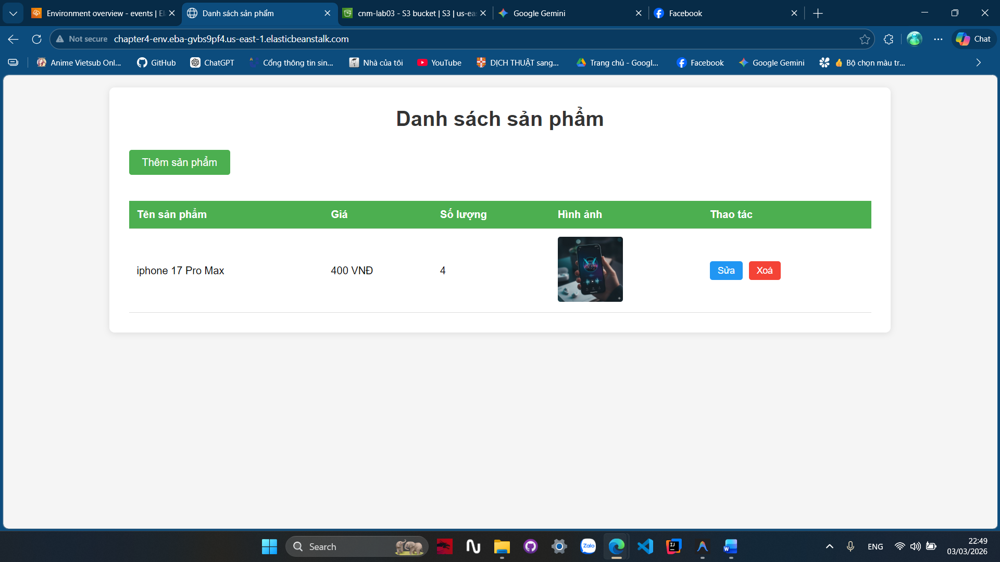 Environment overview - events | El
Danh sách sản phẩm
cnm-lab03 - S3 bucket | S3 | us-eas
Google Gemini
Facebook
Not secure
chapter4-env.eba-gvbs9pf4.us-east-1.elasticbeanstalk.com
Chat
Anime Vietsub Onl...
GitHub
ChatGPT
Cổng thông tin sin...
Nhà của tôi
YouTube
DỊCH THUẬT sang...
Trang chủ - Googl...
Facebook
Google Gemini
👍 Bộ chọn màu tr...
Danh sách sản phẩm
Thêm sản phẩm
Tên sản phẩm Giá Số lượng Hình ảnh Thao tác
iphone 17 Pro Max 400 VNĐ 4 Sửa Xoá
Search
Zalo
ENG
22:49
03/03/2026